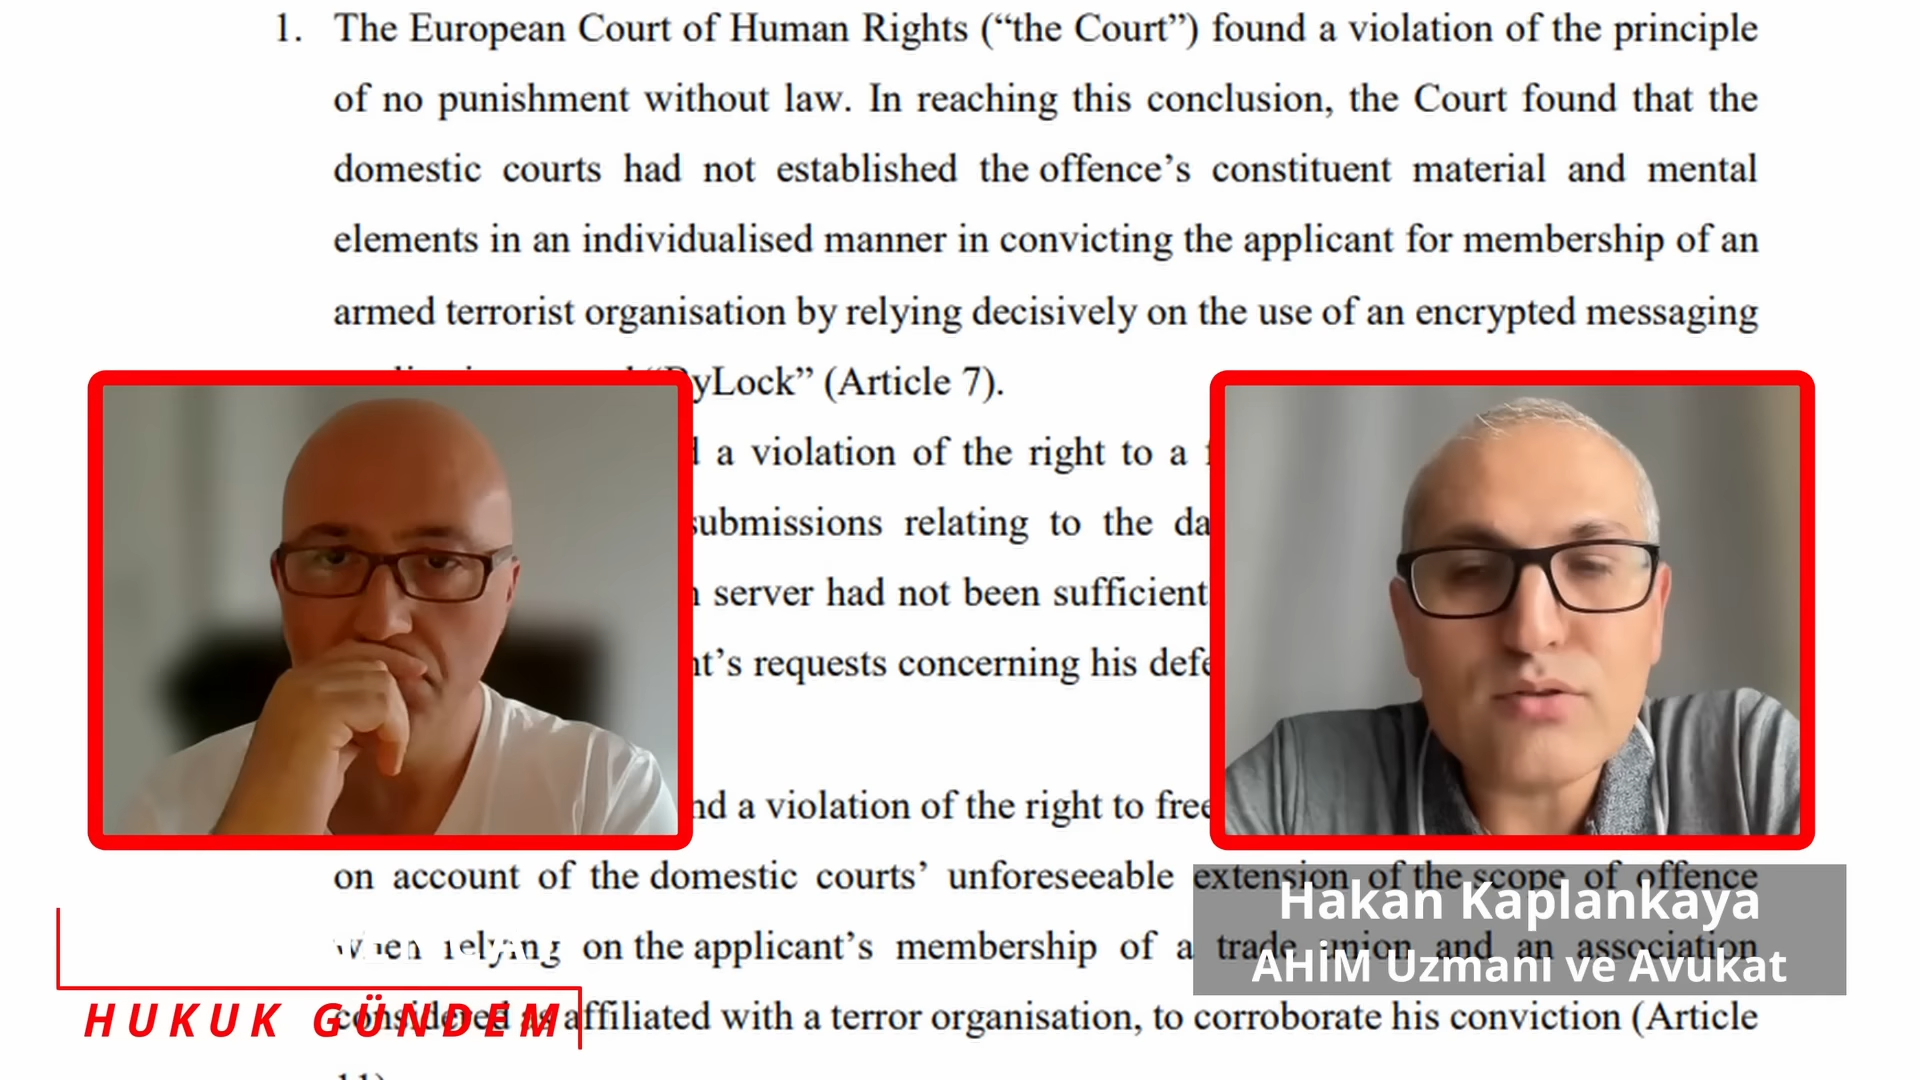 1. The European Court of Human Rights (“the Court”) found a violation of the principle
of no punishment without law. In reaching this conclusion, the Court found that the
domestic courts had not established the offence’s constituent material and mental
elements in an individualised manner in convicting the applicant for membership of an
armed terrorist organisation by relying decisively on the use of an encrypted messaging
“ByLock” (Article 7).
a violation of the right to a
submissions relating to the
server had not been sufficient
requests concerning his
a violation of the right to
on account of the domestic courts’ unforeseeable extension of the scope of offence
when relying on the applicant’s membership of a trade union and an association
considered as affiliated with a terror organisation, to corroborate his conviction (Article
Hakan Kaplankaya
AHİM Uzmanı ve Avukat
HUKUK GÜNDEM